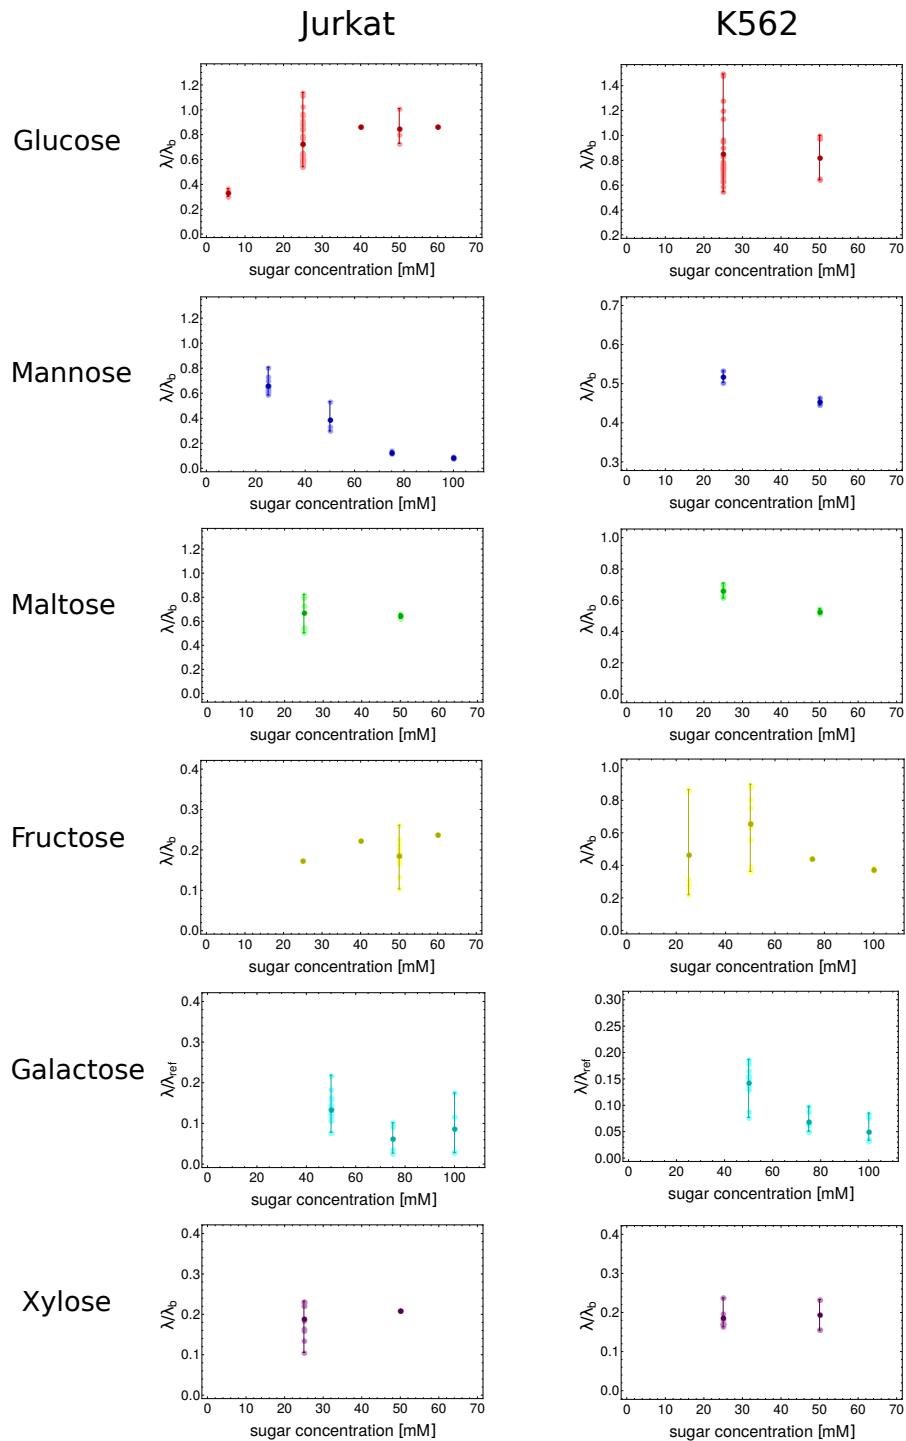 Jurkat K562
Glucose
λ/λb
1.2
1.0
0.8
0.6
0.4
0.2
0.0
0 10 20 30 40 50 60 70
sugar concentration [mM]
λ/λb
1.4
1.2
1.0
0.8
0.6
0.4
0.2
0 10 20 30 40 50 60 70
sugar concentration [mM]
Mannose
λ/λb
1.2
1.0
0.8
0.6
0.4
0.2
0.0
0 20 40 60 80 100
sugar concentration [mM]
λ/λb
0.7
0.6
0.5
0.4
0.3
0 10 20 30 40 50 60 70
sugar concentration [mM]
Maltose
λ/λb
1.2
1.0
0.8
0.6
0.4
0.2
0.0
0 10 20 30 40 50 60 70
sugar concentration [mM]
λ/λb
1.0
0.8
0.6
0.4
0.2
0.0
0 10 20 30 40 50 60 70
sugar concentration [mM]
Fructose
λ/λb
0.4
0.3
0.2
0.1
0.0
0 10 20 30 40 50 60 70
sugar concentration [mM]
λ/λb
1.0
0.8
0.6
0.4
0.2
0.0
0 20 40 60 80 100
sugar concentration [mM]
Galactose
λ/λref
0.4
0.3
0.2
0.1
0.0
0 20 40 60 80 100
sugar concentration [mM]
λ/λref
0.30
0.20
0.15
0.10
0.05
0.00
0 20 40 60 80 100
sugar concentration [mM]
Xylose
λ/λb
0.4
0.3
0.2
0.1
0.0
0 10 20 30 40 50 60 70
sugar concentration [mM]
λ/λb
0.4
0.3
0.2
0.1
0.0
0 10 20 30 40 50 60 70
sugar concentration [mM]